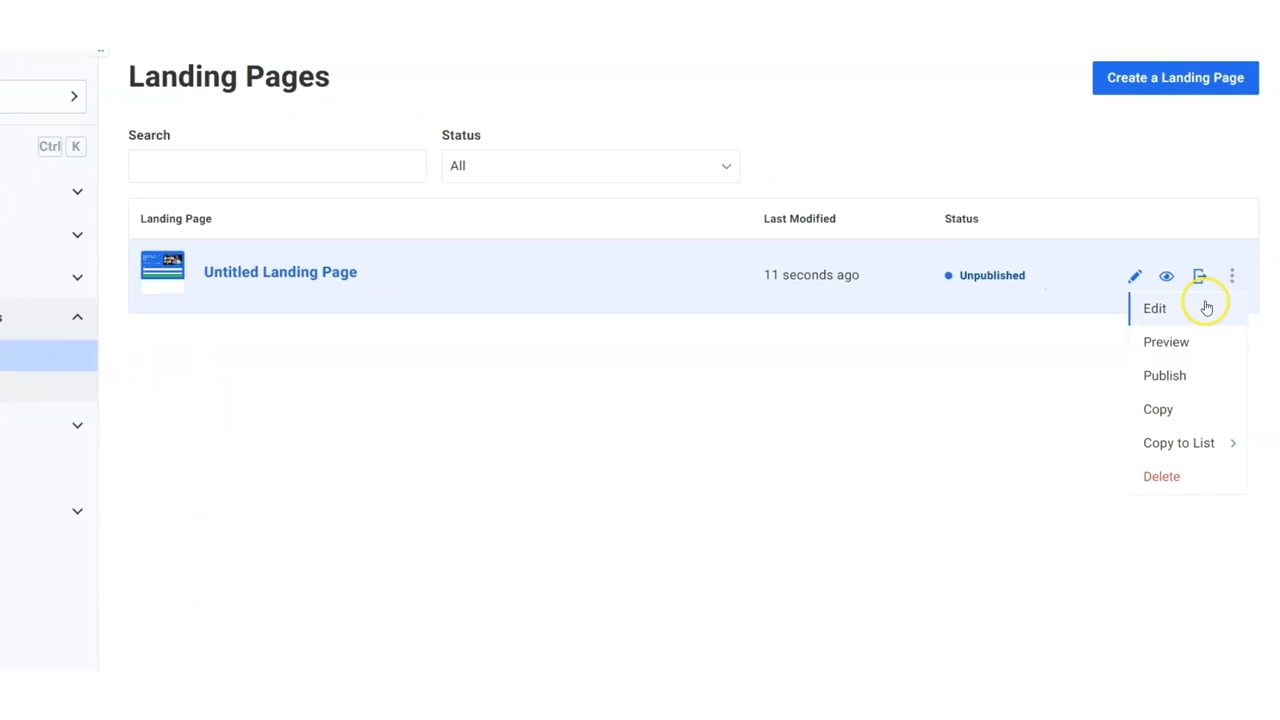 Landing Pages
Create a Landing Page
Search
Status
Ctrl K
All
Landing Page
Last Modified
Status
Untitled Landing Page
11 seconds ago
Unpublished
s
Edit
Preview
Publish
Copy
Copy to List
Delete